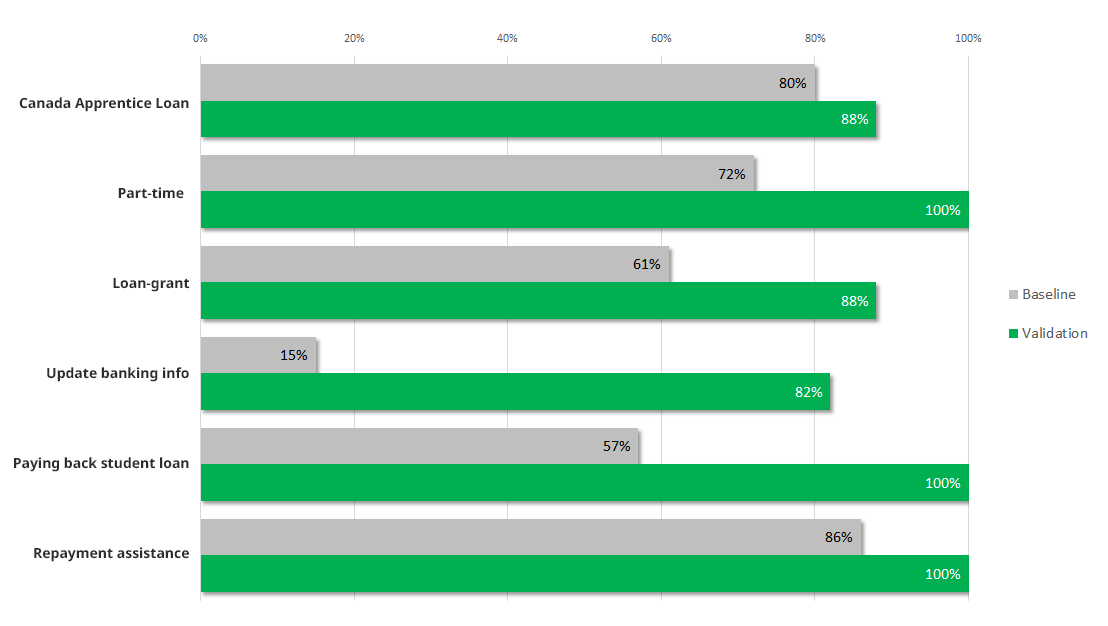 0% 20% 40% 60% 80% 100%
Canada Apprentice Loan
80%
88%
Part-time
72%
100%
Loan-grant
61%
88%
Update banking info
15%
82%
Paying back student loan
57%
100%
Repayment assistance
86%
100%
Baseline
Validation